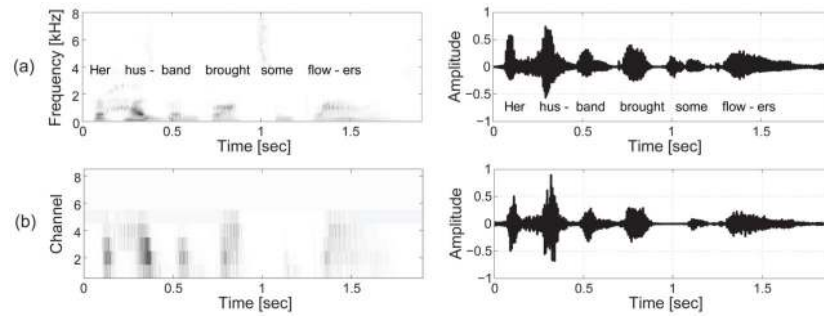 (a)
Frequency [kHz]
8
6
4
2
0
Her hus - band brought some flow - ers
0 0.5 1 1.5
Time [sec]
Amplitude
1
0.5
0
−0.5
−1
Her hus - band brought some flow - ers
0 0.5 1 1.5
Time [sec]
(b)
Channel
8
6
4
2
0 0.5 1 1.5
Time [sec]
Amplitude
1
0.5
0
−0.5
−1
0 0.5 1 1.5
Time [sec]